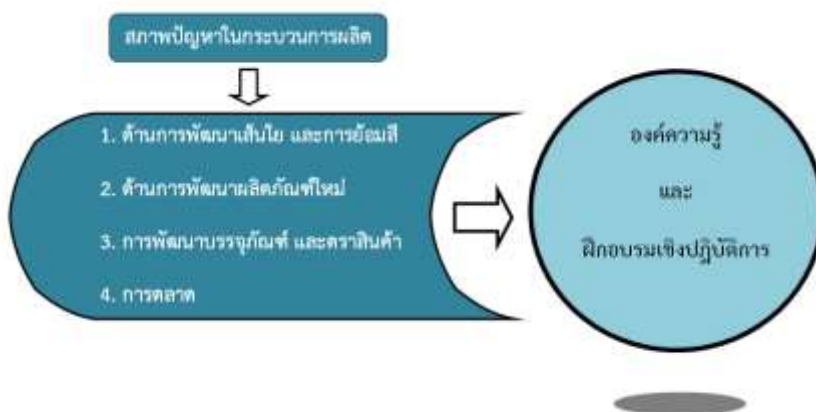 สภาพปัญหาในกระบวนการผลิต
1. ด้านการพัฒนาเส้นใย และการย้อมสี
2. ด้านการพัฒนาผลิตภัณฑ์ใหม่
3. การพัฒนาบรรจุภัณฑ์ และตราสินค้า
4. การตลาด
องค์ความรู้
และ
ฝึกอบรมเชิงปฏิบัติการ